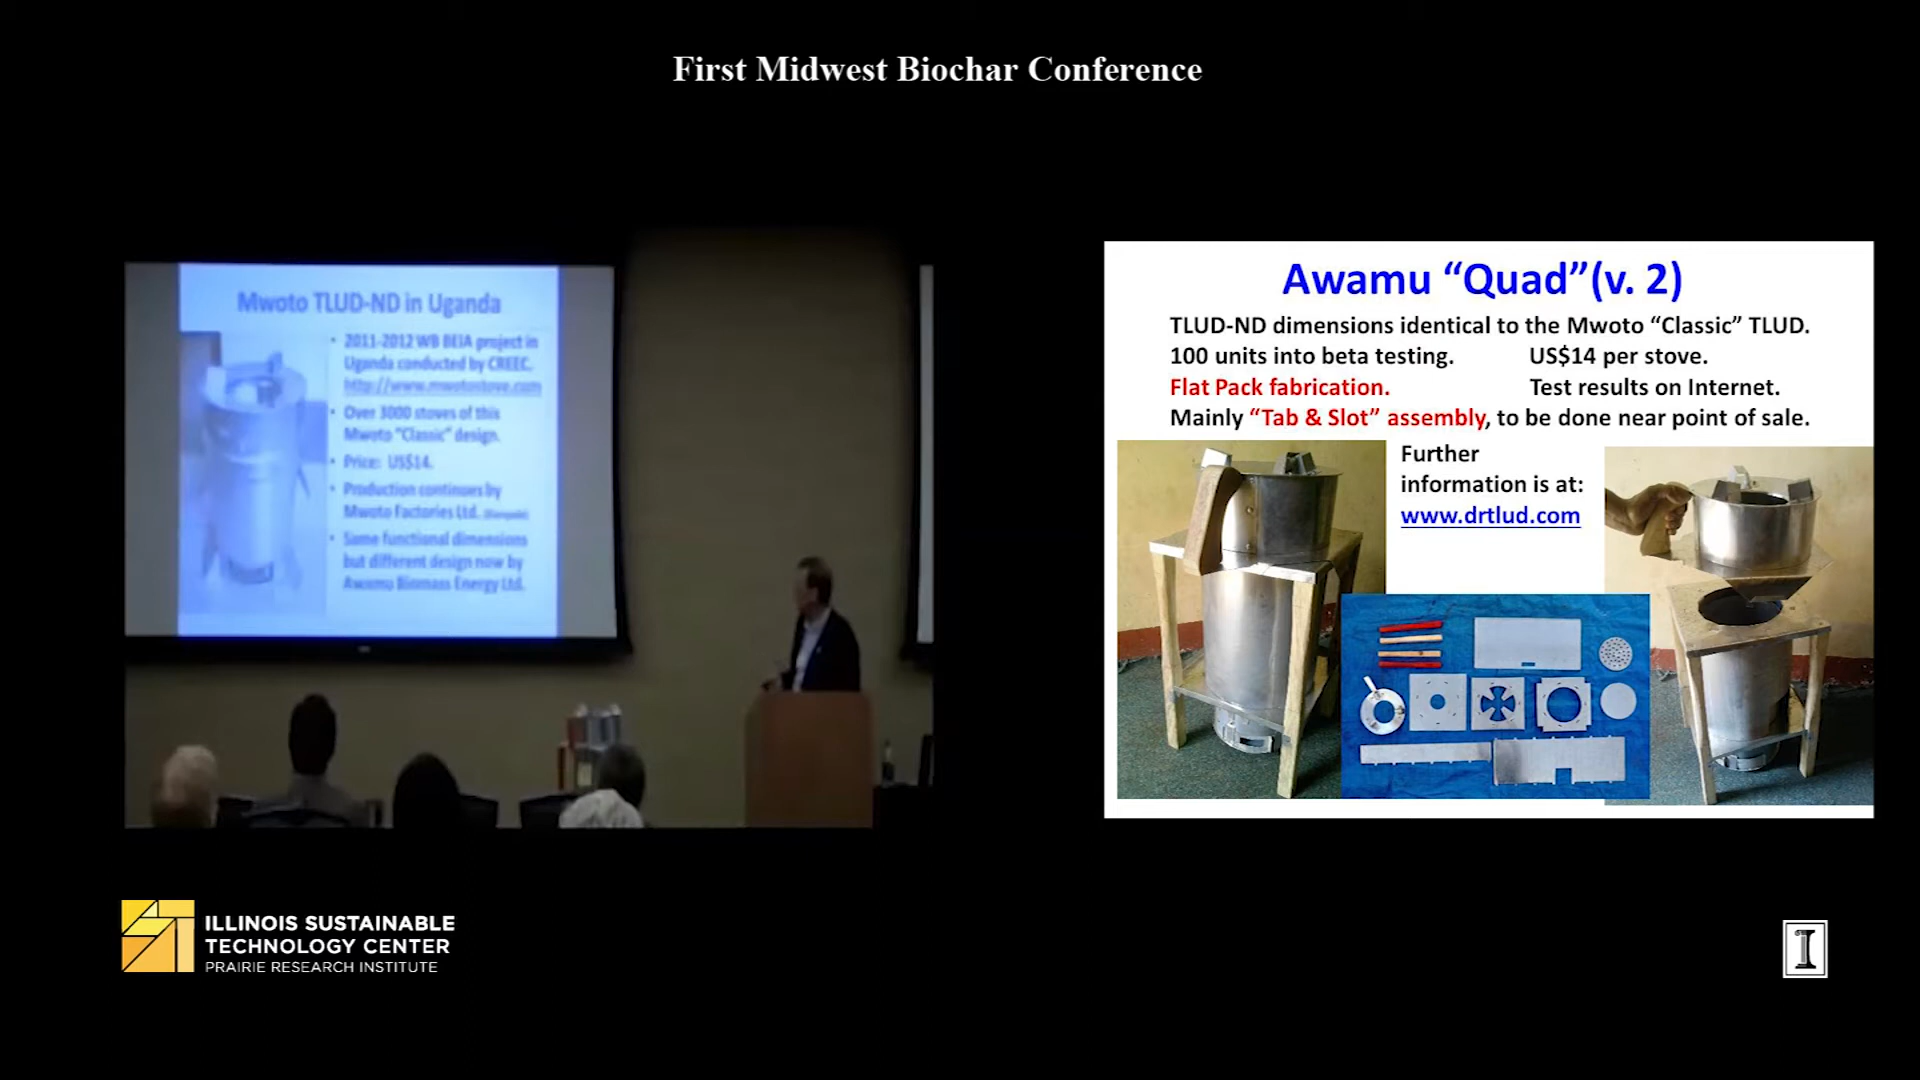 First Midwest Biochar Conference
Mwoto TLUD-ND in Uganda
• 2011-2012 WB BEIA project in
Uganda conducted by CREEC.
http://www.mwotostove.com
• Over 3000 stoves of this
Mwoto "Classic" design.
• Price: US$14.
• Production continues by
Mwoto Factories Ltd.
• Same functional dimensions
but different design now by
Awamu Biomass Energy Ltd.
Awamu “Quad”(v. 2)
TLUD-ND dimensions identical to the Mwoto “Classic” TLUD.
100 units into beta testing. US$14 per stove.
Flat Pack fabrication. Test results on Internet.
Mainly “Tab & Slot” assembly, to be done near point of sale.
Further
information is at:
www.drtlud.com
ILLINOIS SUSTAINABLE
TECHNOLOGY CENTER
PRAIRIE RESEARCH INSTITUTE
I